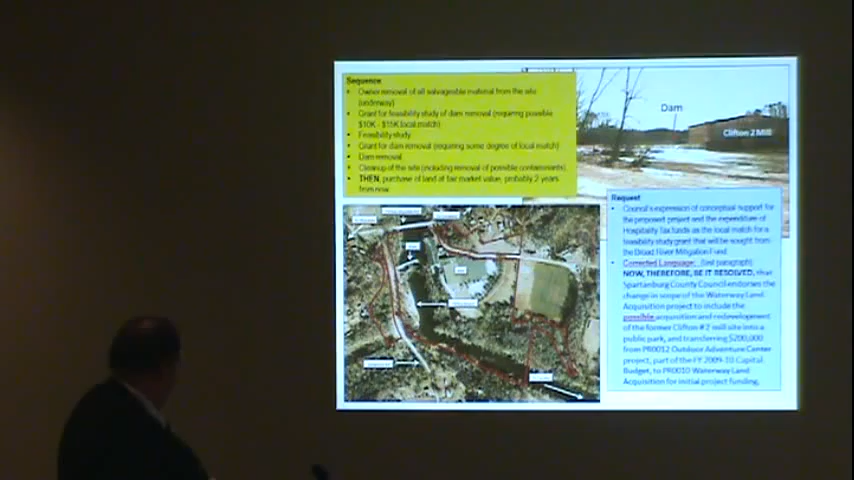 Sequence:
• Owner removal of all salvageable material from the site
(underway)
• Grant for feasibility study of dam removal (requiring possible
$10K - $15K local match)
• Feasibility study
• Grant for dam removal (requiring some degree of local match)
• Dam removal
• Cleanup of the site (including removal of possible contaminants)
• THEN, purchase of land at fair market value, probably 2 years
from now
Dam
Clifton 2 Mill
Request:
• Council's expression of conceptual support for
the proposed project and the expenditure of
Hospitality Tax funds as the local match for a
feasibility study grant that will be sought from
the Broad River Mitigation Fund.
• Corrected Language: (last paragraph)
NOW, THEREFORE, BE IT RESOLVED, that
Spartanburg County Council endorses the
change in scope of the Waterway Land
Acquisition project to include the
possible acquisition and redevelopment
of the former Clifton #2 mill site into a
public park, and transferring $200,000
from PR0012 Outdoor Adventure Center
project, part of the FY 2009-10 Capital
Budget, to PR0010 Waterway Land
Acquisition for initial project funding.